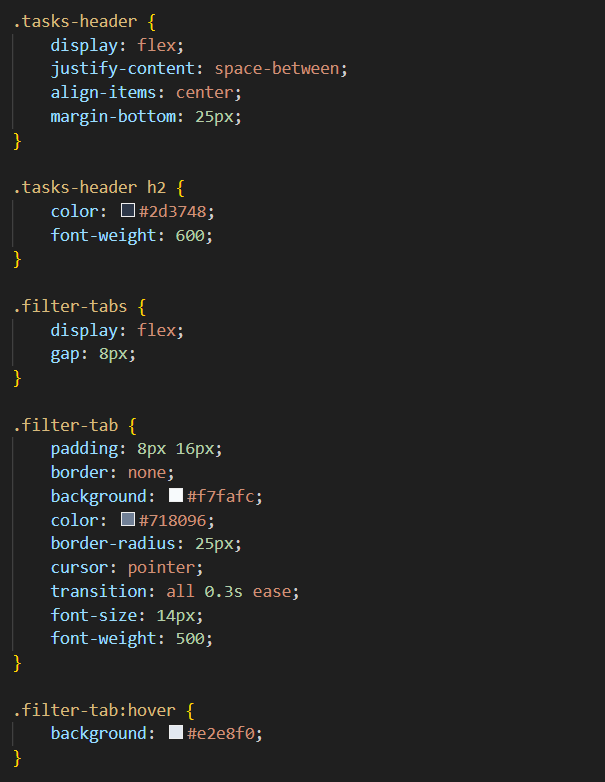 .tasks-header {
    display: flex;
    justify-content: space-between;
    align-items: center;
    margin-bottom: 25px;
}

.tasks-header h2 {
    color: #2d3748;
    font-weight: 600;
}

.filter-tabs {
    display: flex;
    gap: 8px;
}

.filter-tab {
    padding: 8px 16px;
    border: none;
    background: #f7fafc;
    color: #718096;
    border-radius: 25px;
    cursor: pointer;
    transition: all 0.3s ease;
    font-size: 14px;
    font-weight: 500;
}

.filter-tab:hover {
    background: #e2e8f0;
}